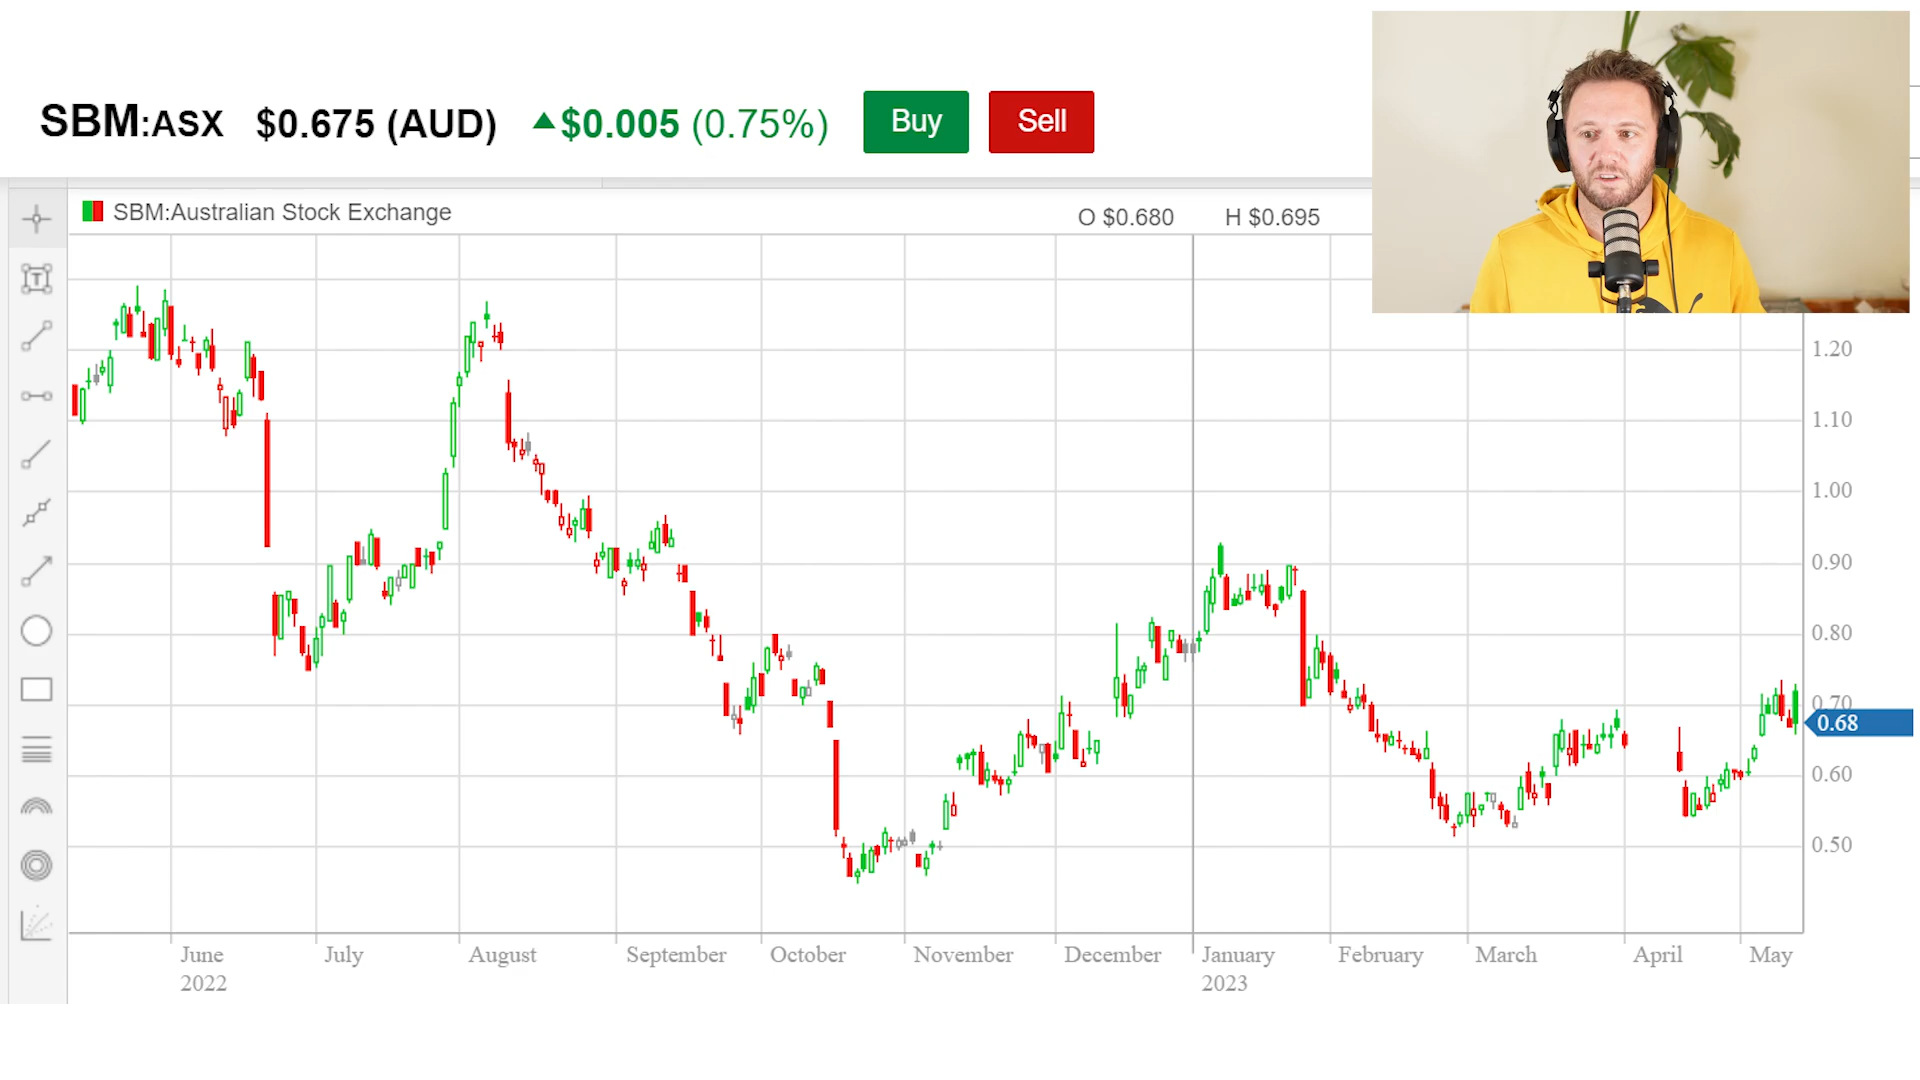 SBM:ASX $0.675 (AUD) ▲$0.005 (0.75%) Buy Sell
SBM:Australian Stock Exchange O $0.680 H $0.695
T
1.20
1.10
1.00
0.90
0.80
0.70
0.68
0.60
0.50
June July August September October November December January February March April May
2022 2023